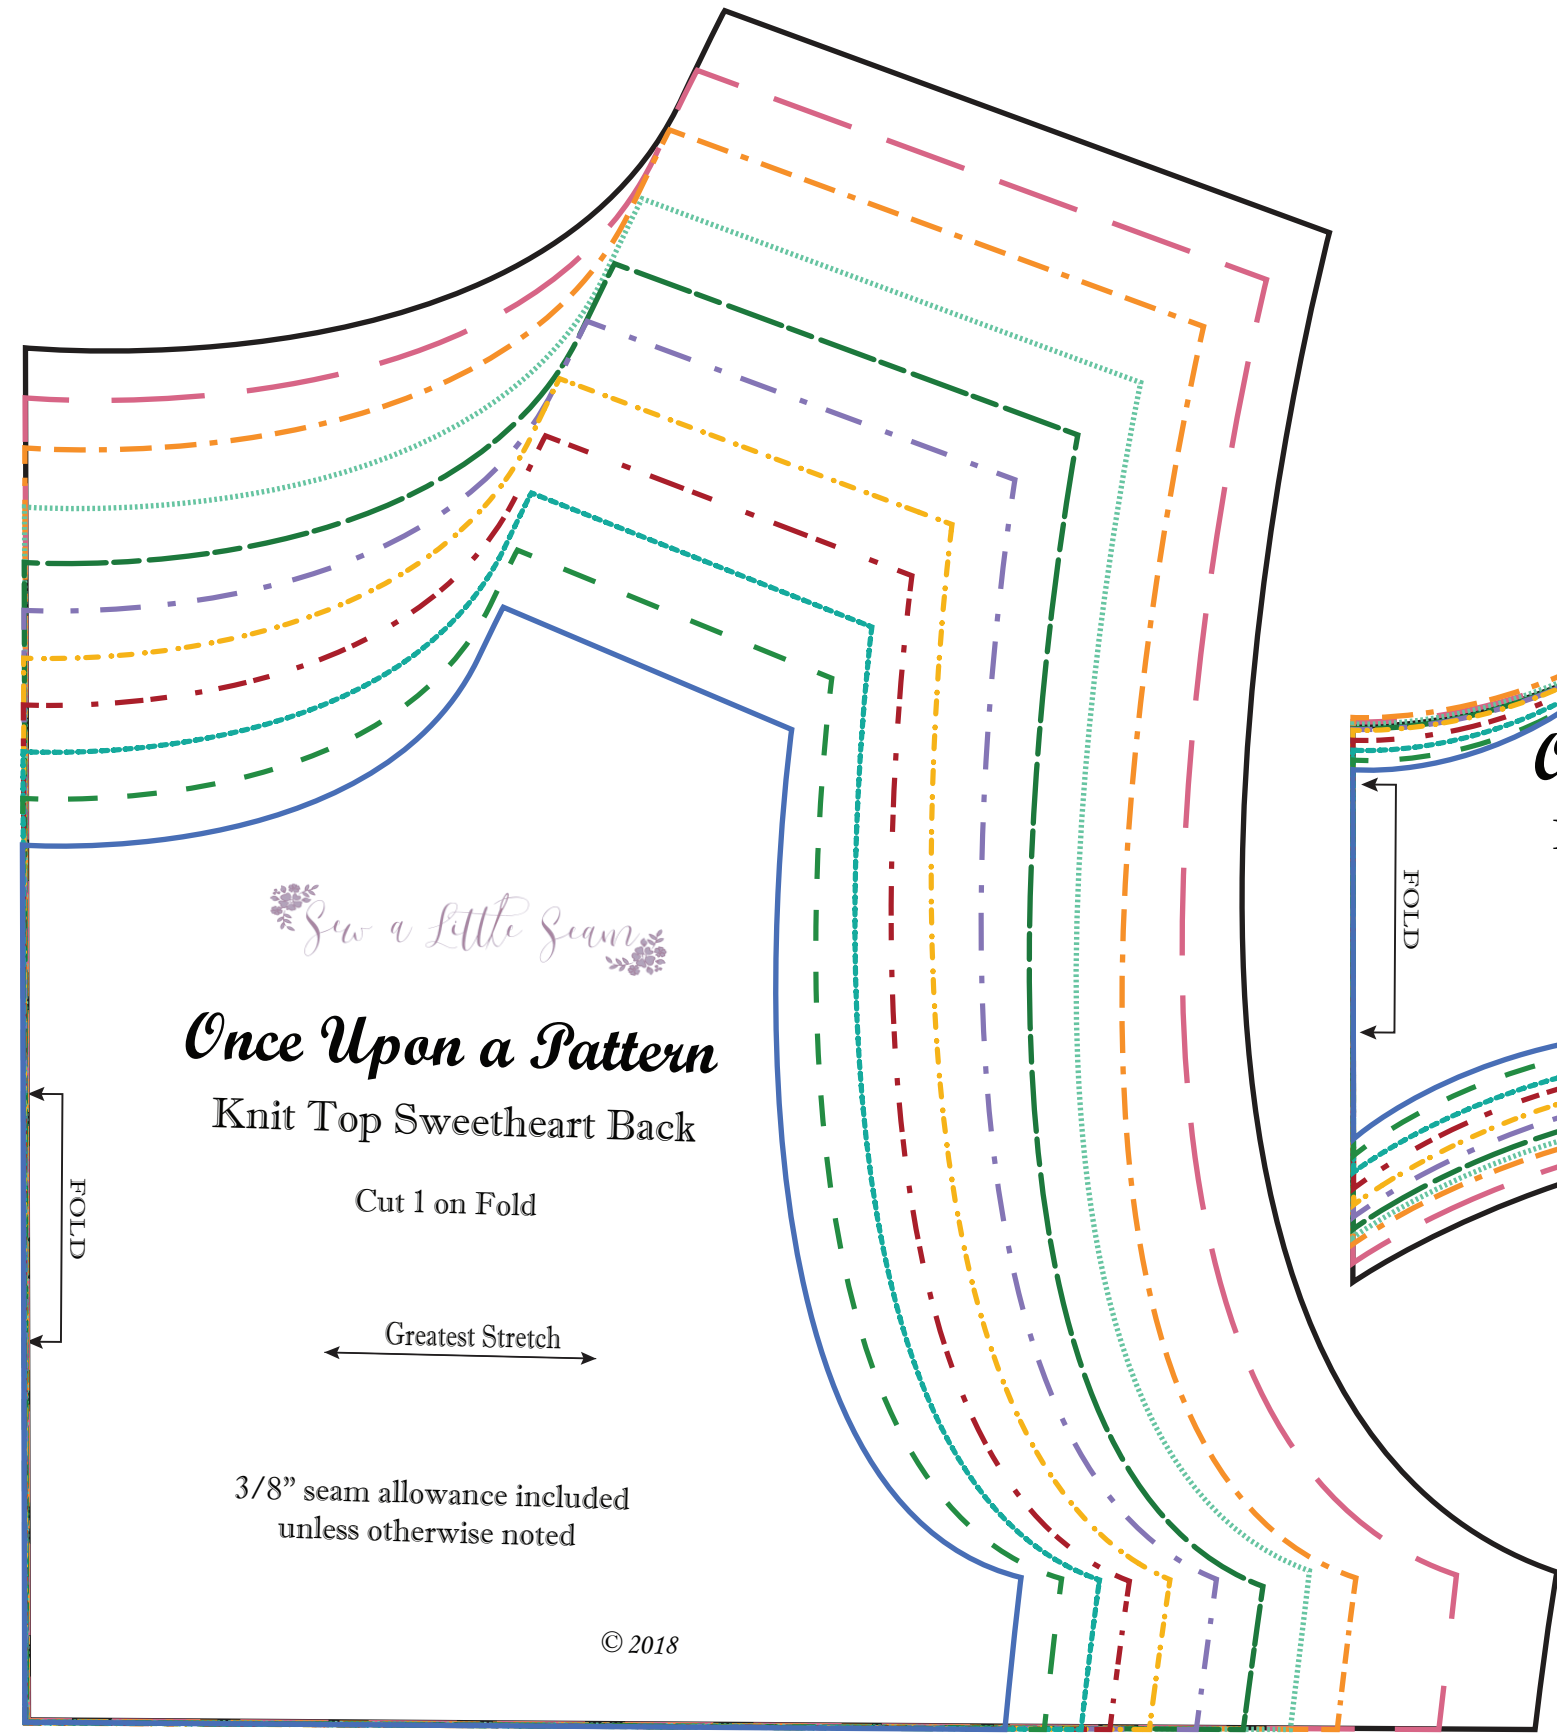 Sew a Little Seam
Once Upon a Pattern
Knit Top Sweetheart Back
Cut 1 on Fold
FOLD
Greatest Stretch
3/8” seam allowance included
unless otherwise noted
© 2018
FOLD